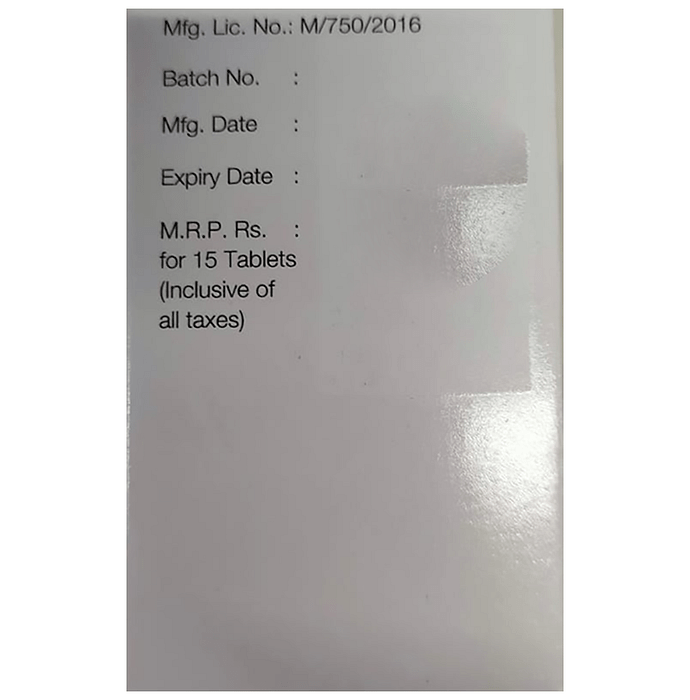 Mfg. Lic. No.: M/750/2016
Batch No. :
Mfg. Date :
Expiry Date :
M.R.P. Rs. :
for 15 Tablets
(Inclusive of
all taxes)